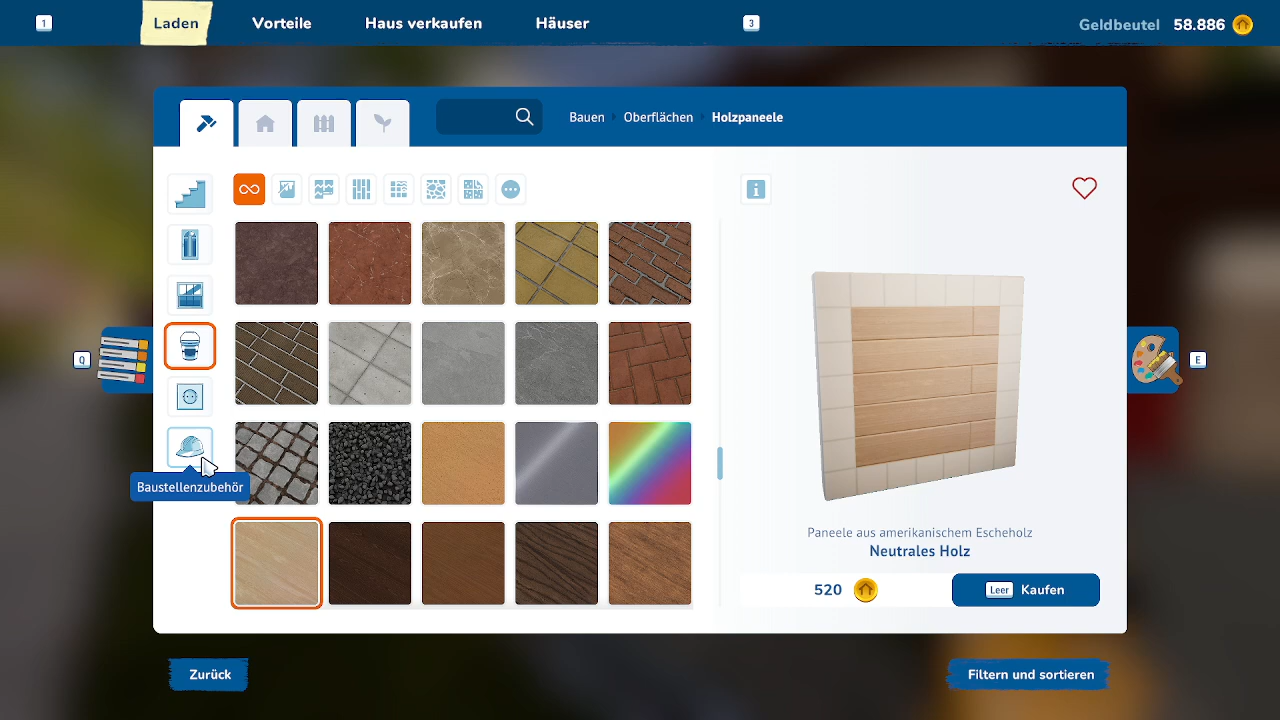 1
Laden
Vorteile
Haus verkaufen
Häuser
3
Geldbeutel 58.886
Bauen
Oberflächen
Holzpaneele
Q
E
Baustellenzubehör
Paneele aus amerikanischem Escheholz
Neutrales Holz
520
Leer Kaufen
Zurück
Filtern und sortieren